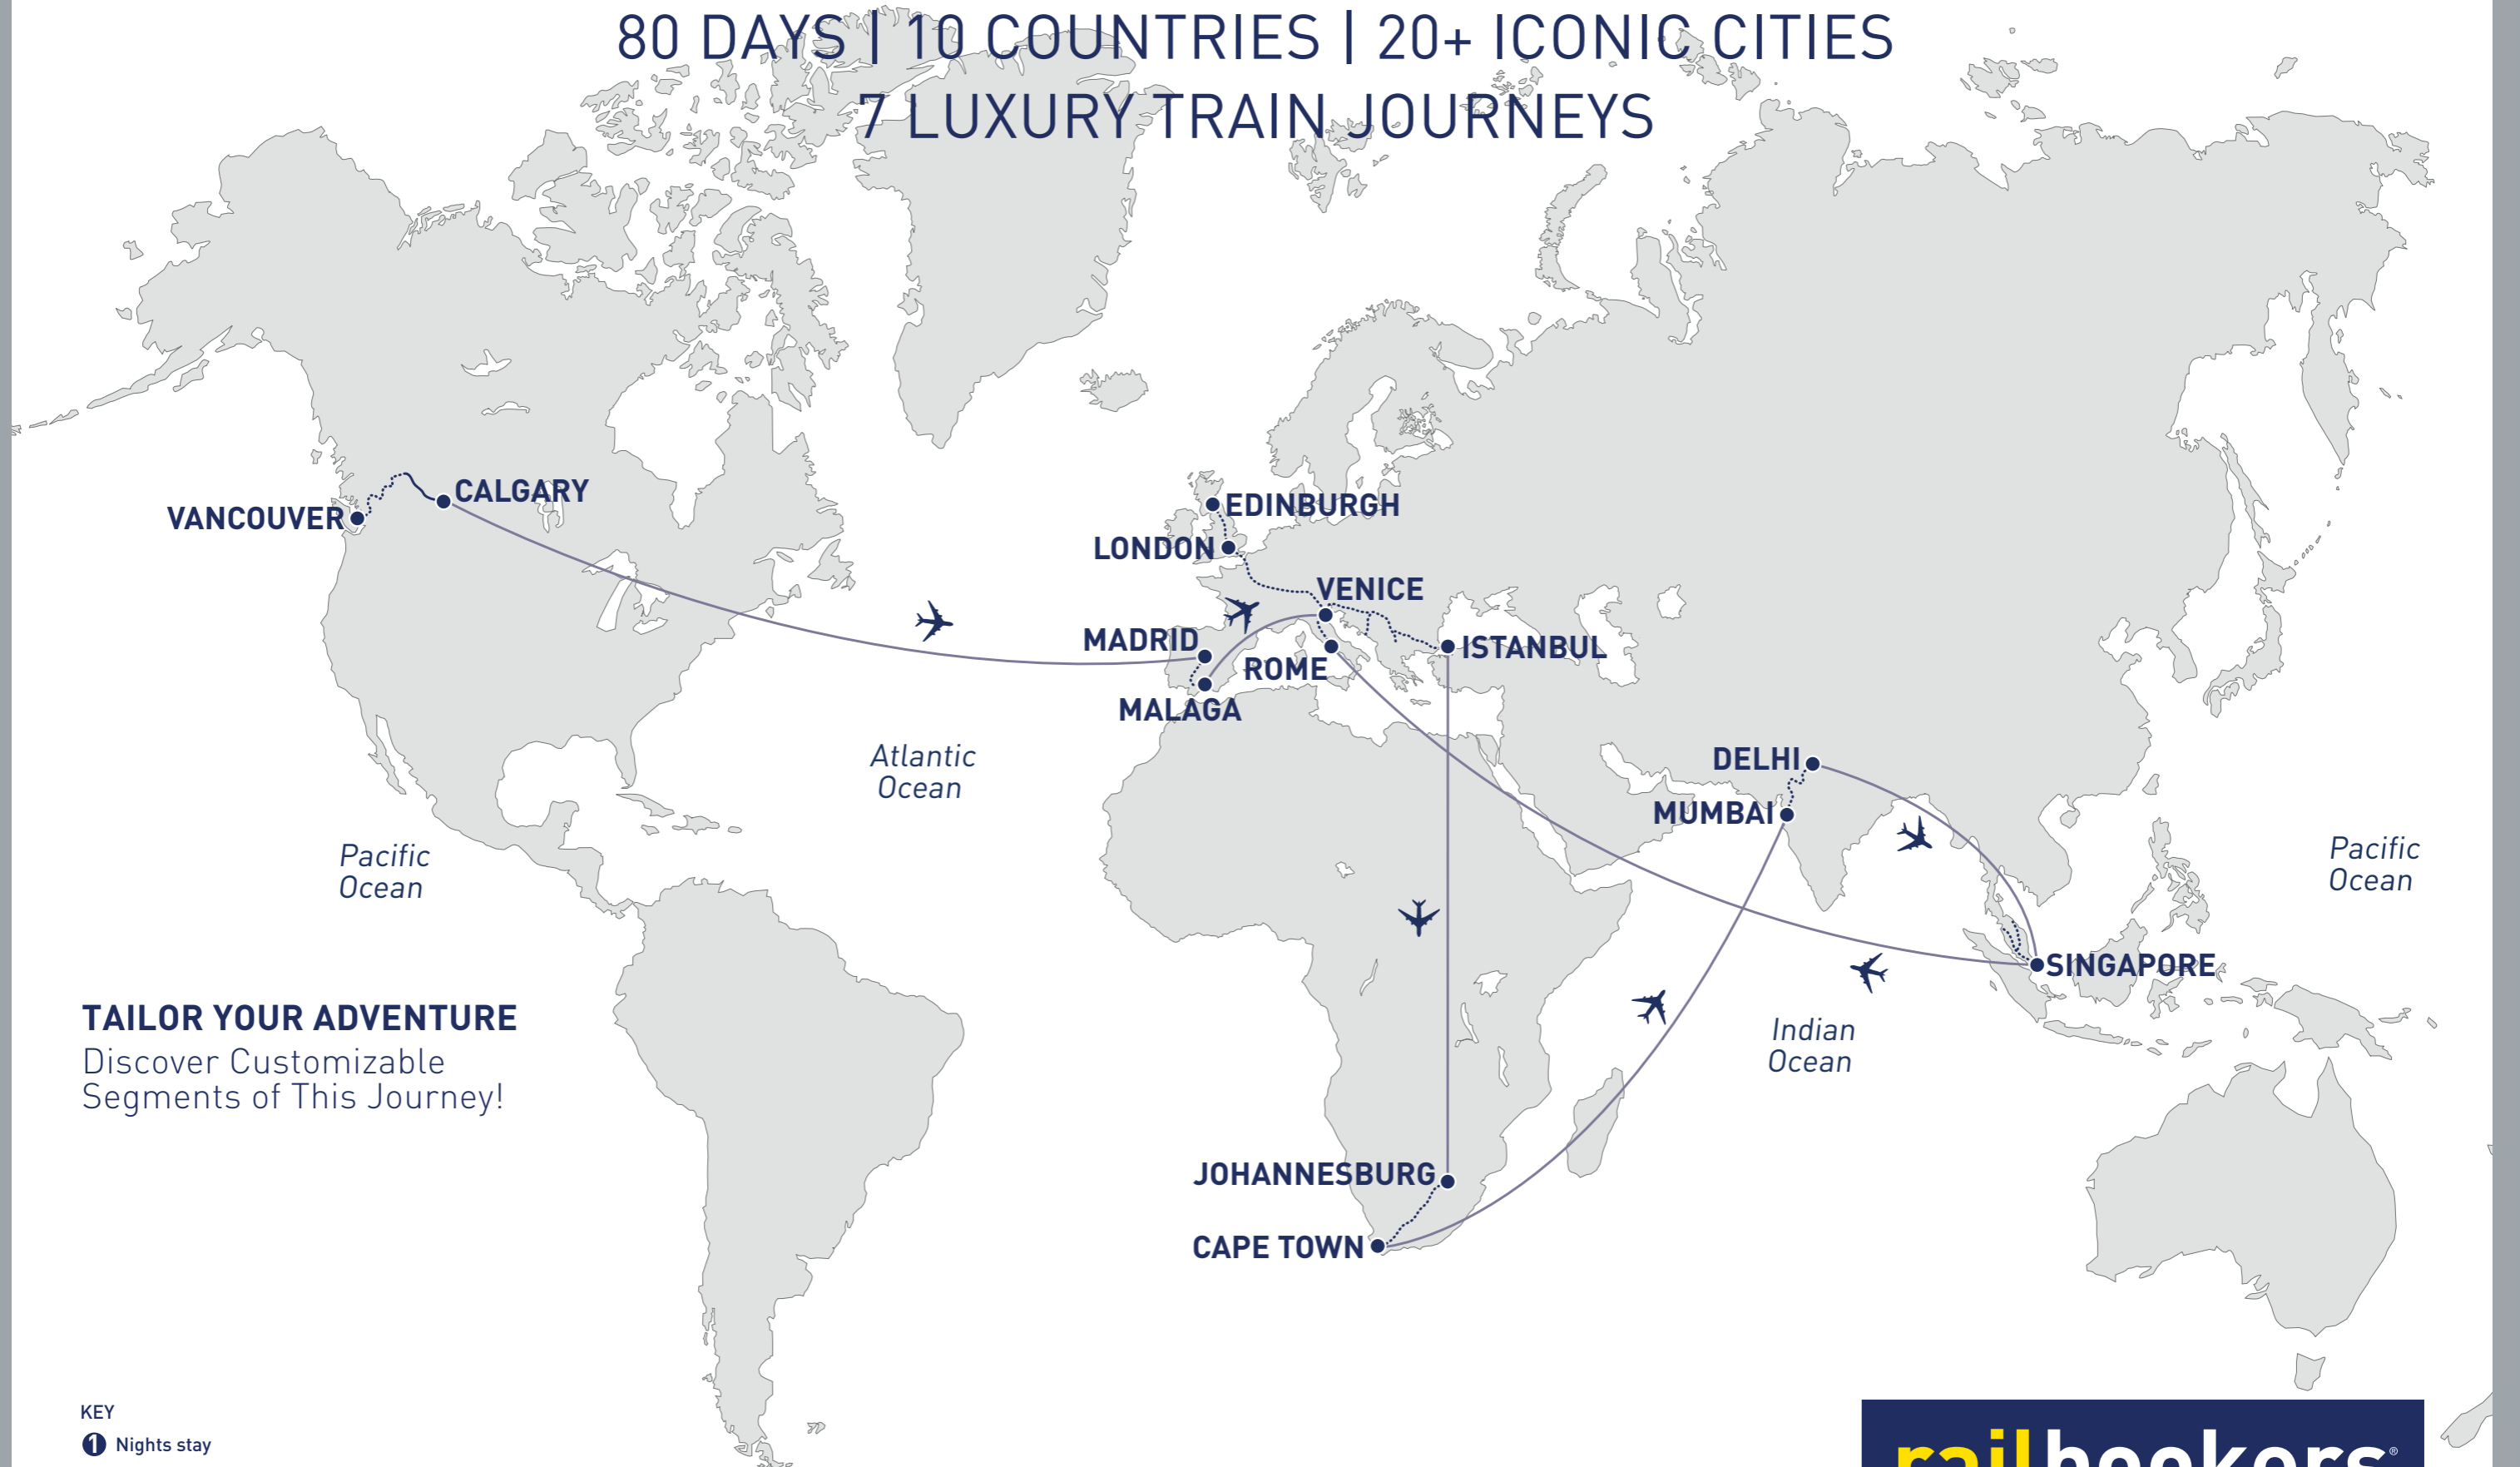 80 DAYS | 10 COUNTRIES | 20+ ICONIC CITIES
7 LUXURY TRAIN JOURNEYS
CALGARY
VANCOUVER
EDINBURGH
LONDON
VENICE
MADRID
ISTANBUL
ROME
MALAGA
Atlantic
Ocean
DELHI
MUMBAI
Pacific
Ocean
Pacific
Ocean
SINGAPORE
TAILOR YOUR ADVENTURE
Discover Customizable
Segments of This Journey!
Indian
Ocean
JOHANNESBURG
CAPE TOWN
KEY
1 Nights stay
railbookers®